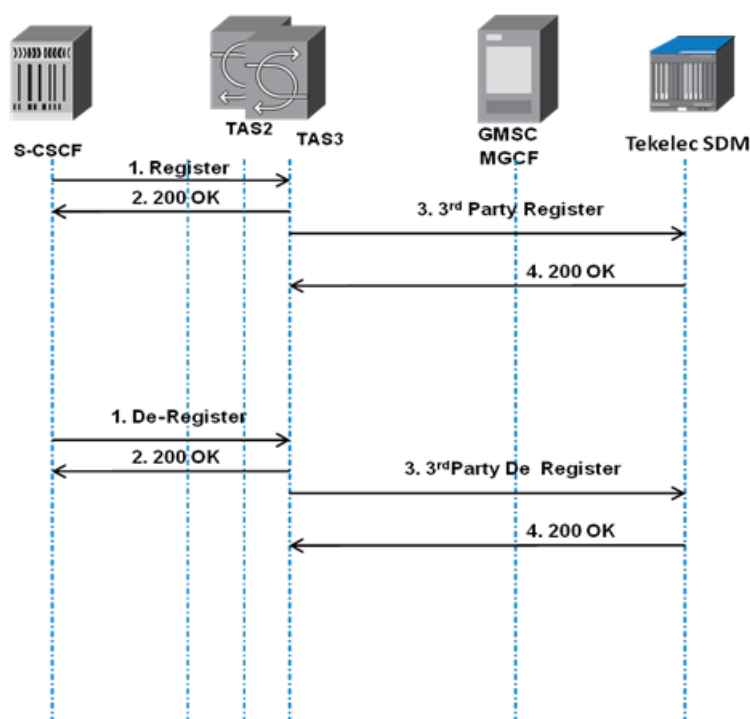 S-CSCF
TAS2
TAS3
GMSC
MGCF
Tekelec SDM
1. Register
2. 200 OK
3. 3rd Party Register
4. 200 OK
1. De-Register
2. 200 OK
3. 3rdParty De Register
4. 200 OK